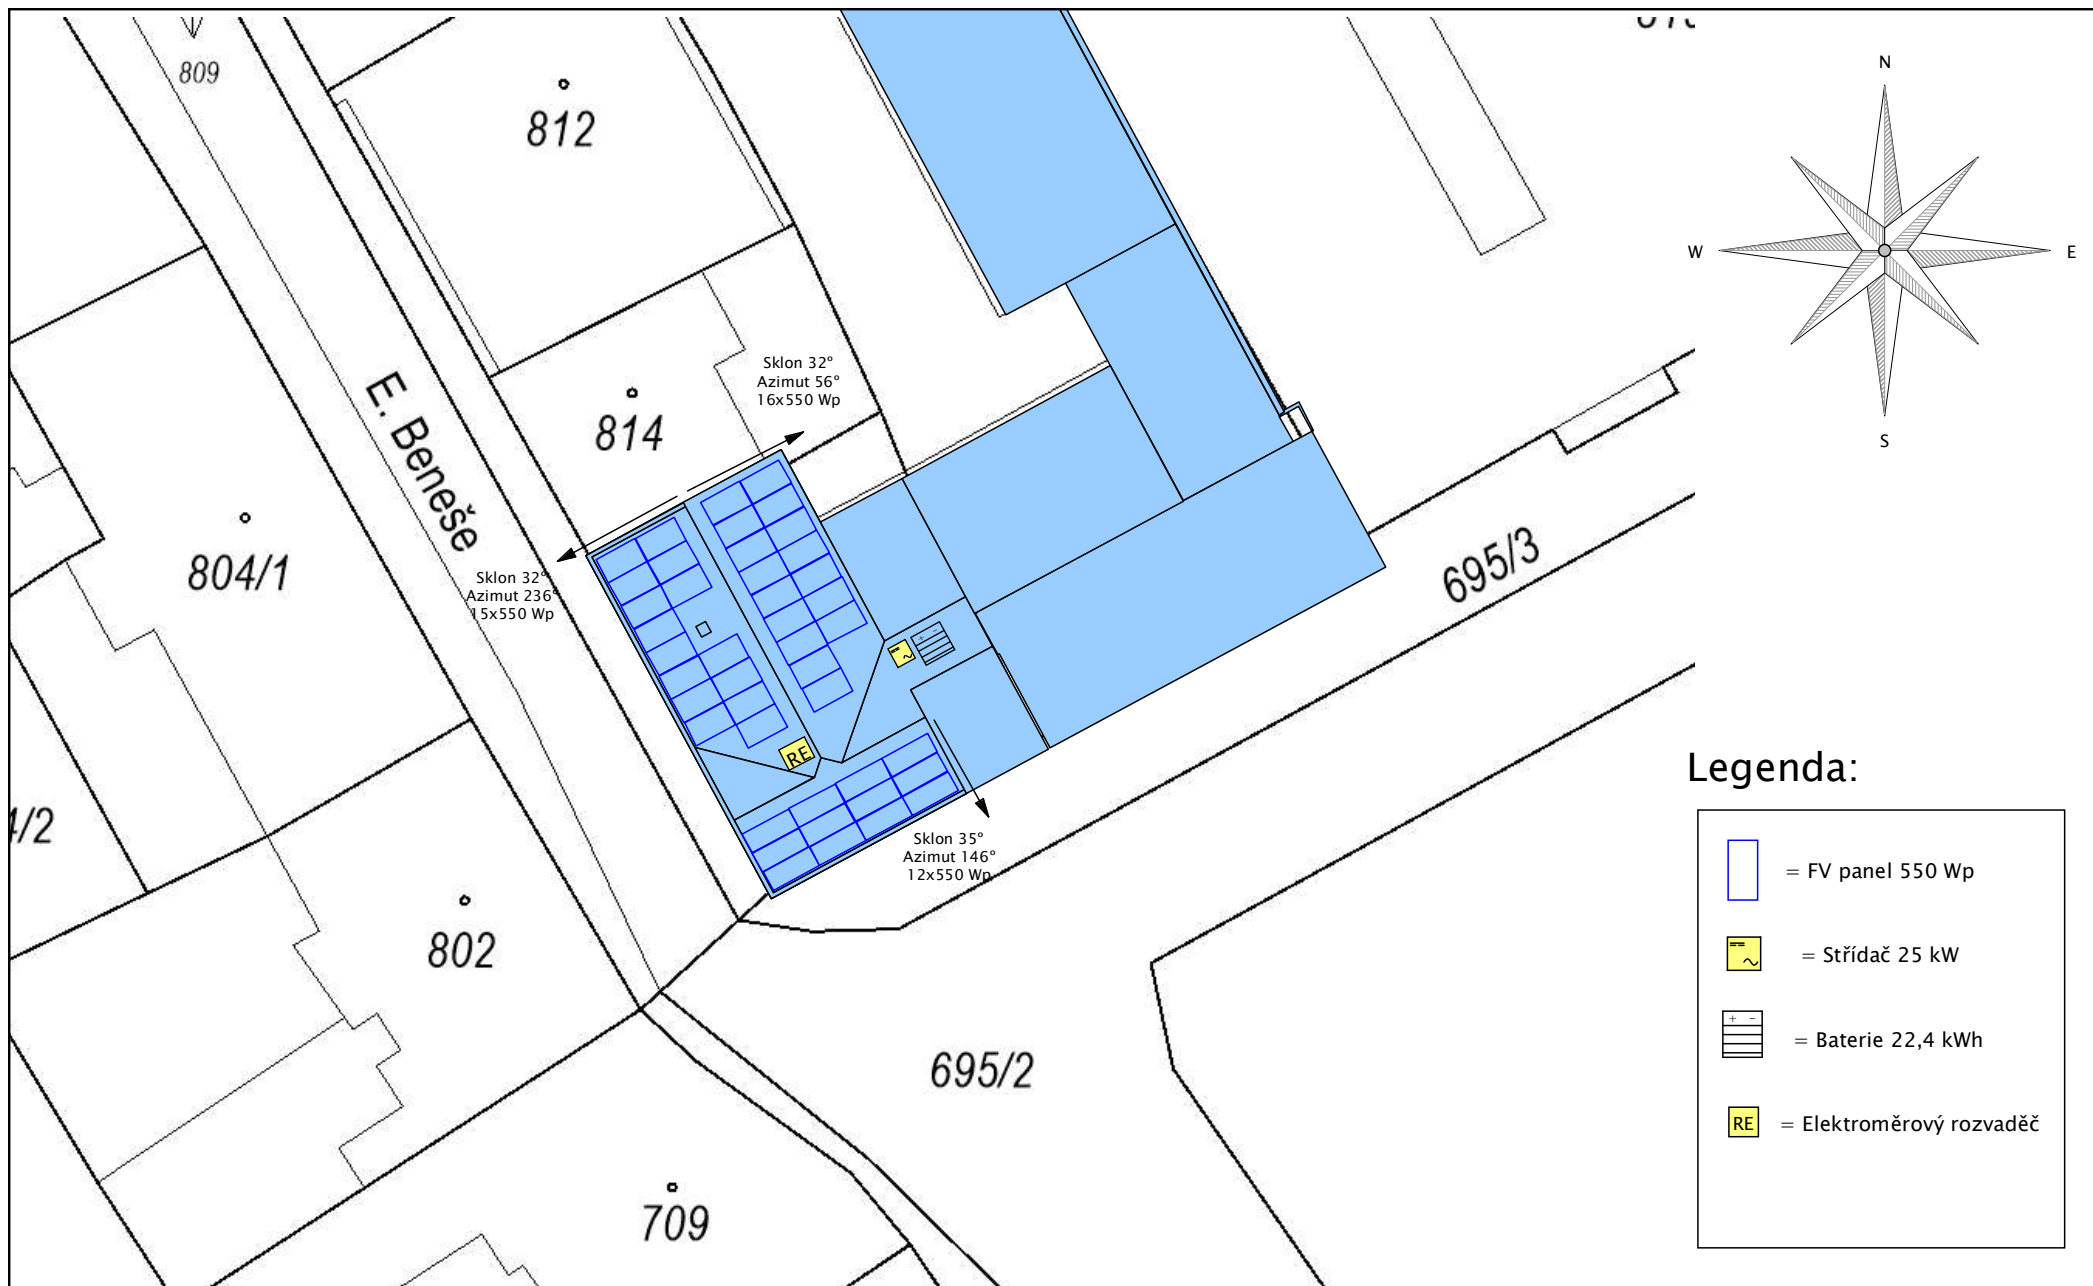 809
812
N
W
E
S
Sklon 32°
Azimut 56°
16x550 Wp
814
E. Beneše
804/1
Sklon 32°
Azimut 236°
15x550 Wp
695/3
+ -
RE
Legenda:
Sklon 35°
Azimut 146°
12x550 Wp
= FV panel 550 Wp
= Střídač 25 kW
+ -
= Baterie 22,4 kWh
RE
= Elektroměrový rozvaděč
/2
802
695/2
709